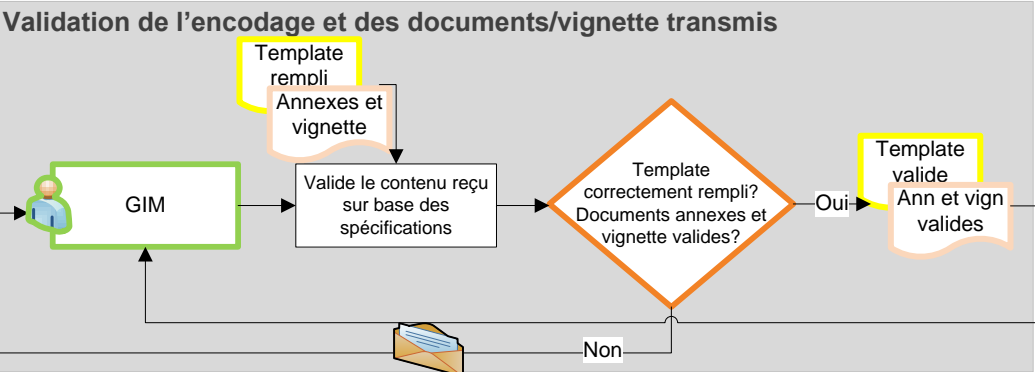 Validation de l’encodage et des documents/vignette transmis
Template
rempli
Annexes et
vignette
GIM
Valide le contenu reçu
sur base des
spécifications
Template
correctement rempli?
Documents annexes et
vignette valides?
Oui
Template
valide
Ann et vign
valides
Non